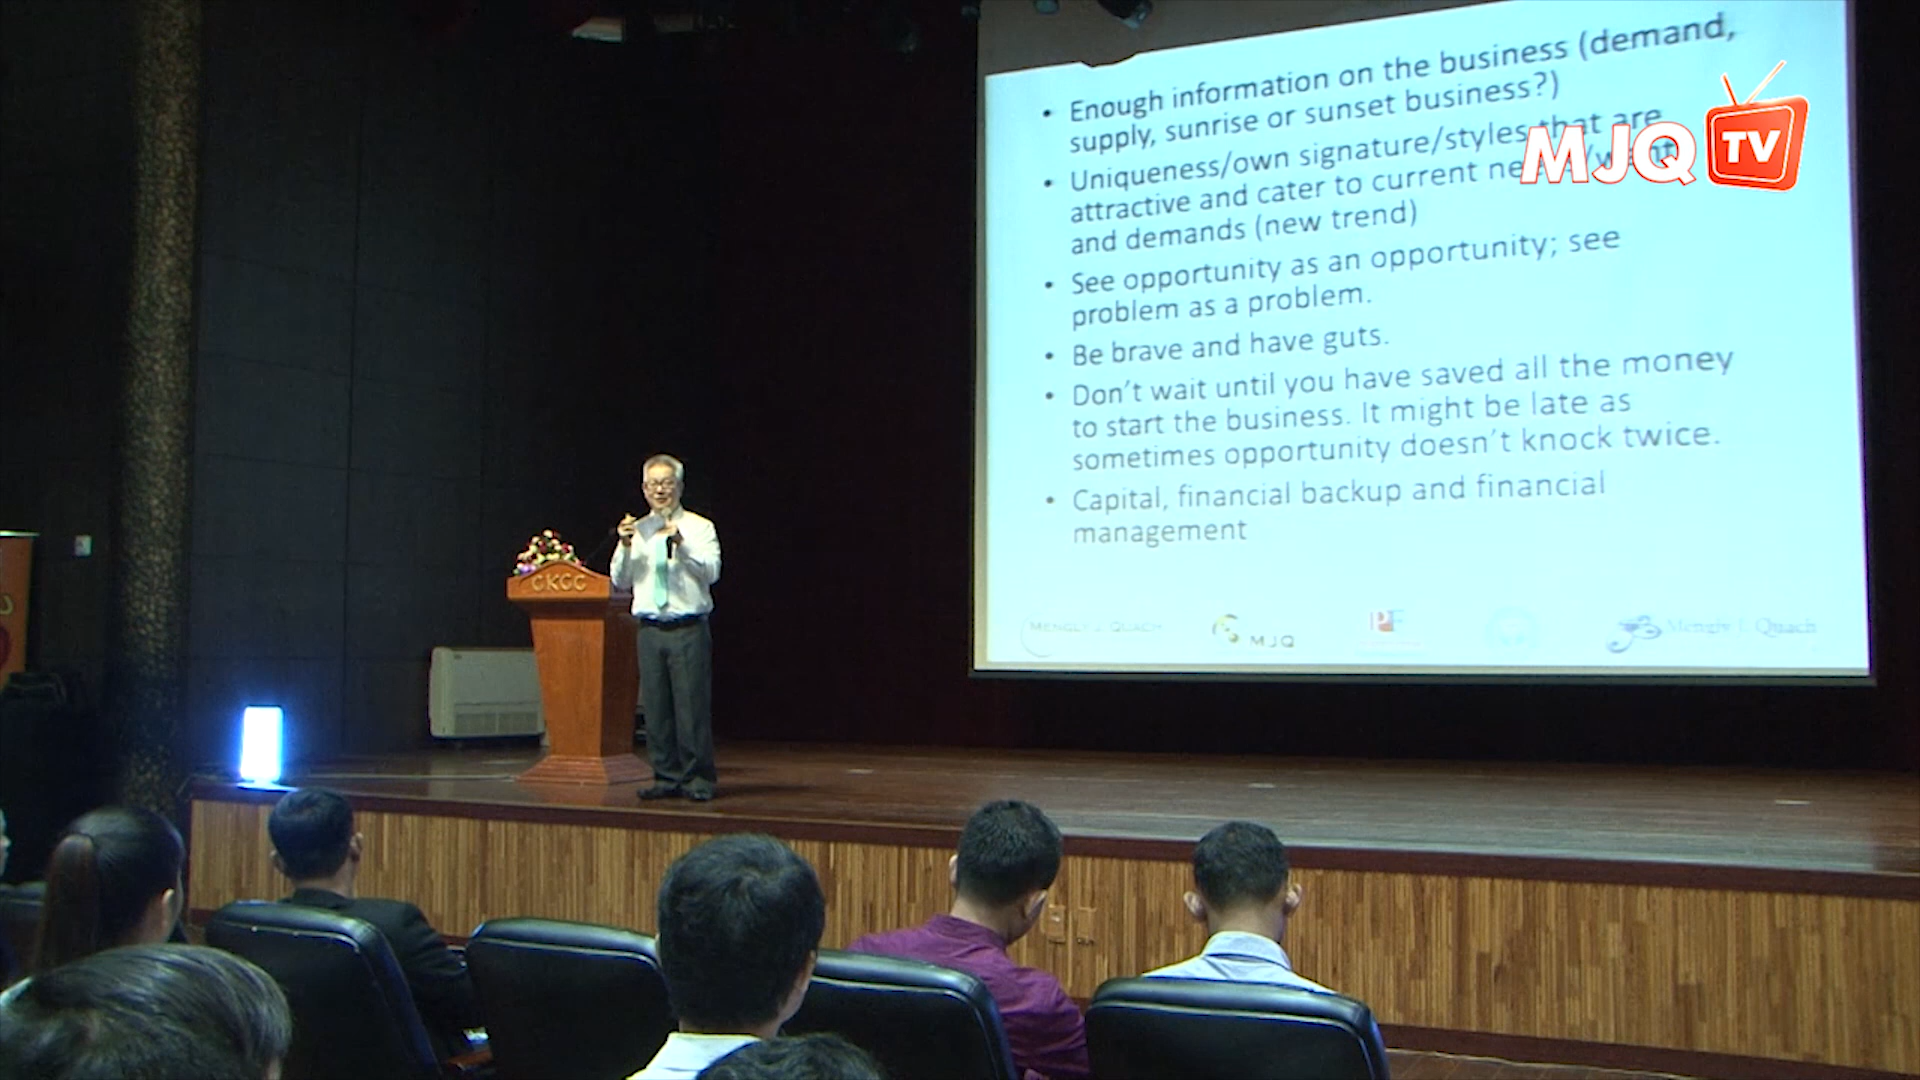 • Enough information on the business (demand,
supply, sunrise or sunset business?)
• Uniqueness/own signature/styles that are
attractive and cater to current
and demands (new trend)
• See opportunity as an opportunity; see
problem as a problem.
• Be brave and have guts.
• Don't wait until you have saved all the money
to start the business. It might be late as
sometimes opportunity doesn't knock twice.
• Capital, financial backup and financial
management
MJQ TV
CKCC
MENGLY J. QUACH
MJQ
Mengly J. Quach